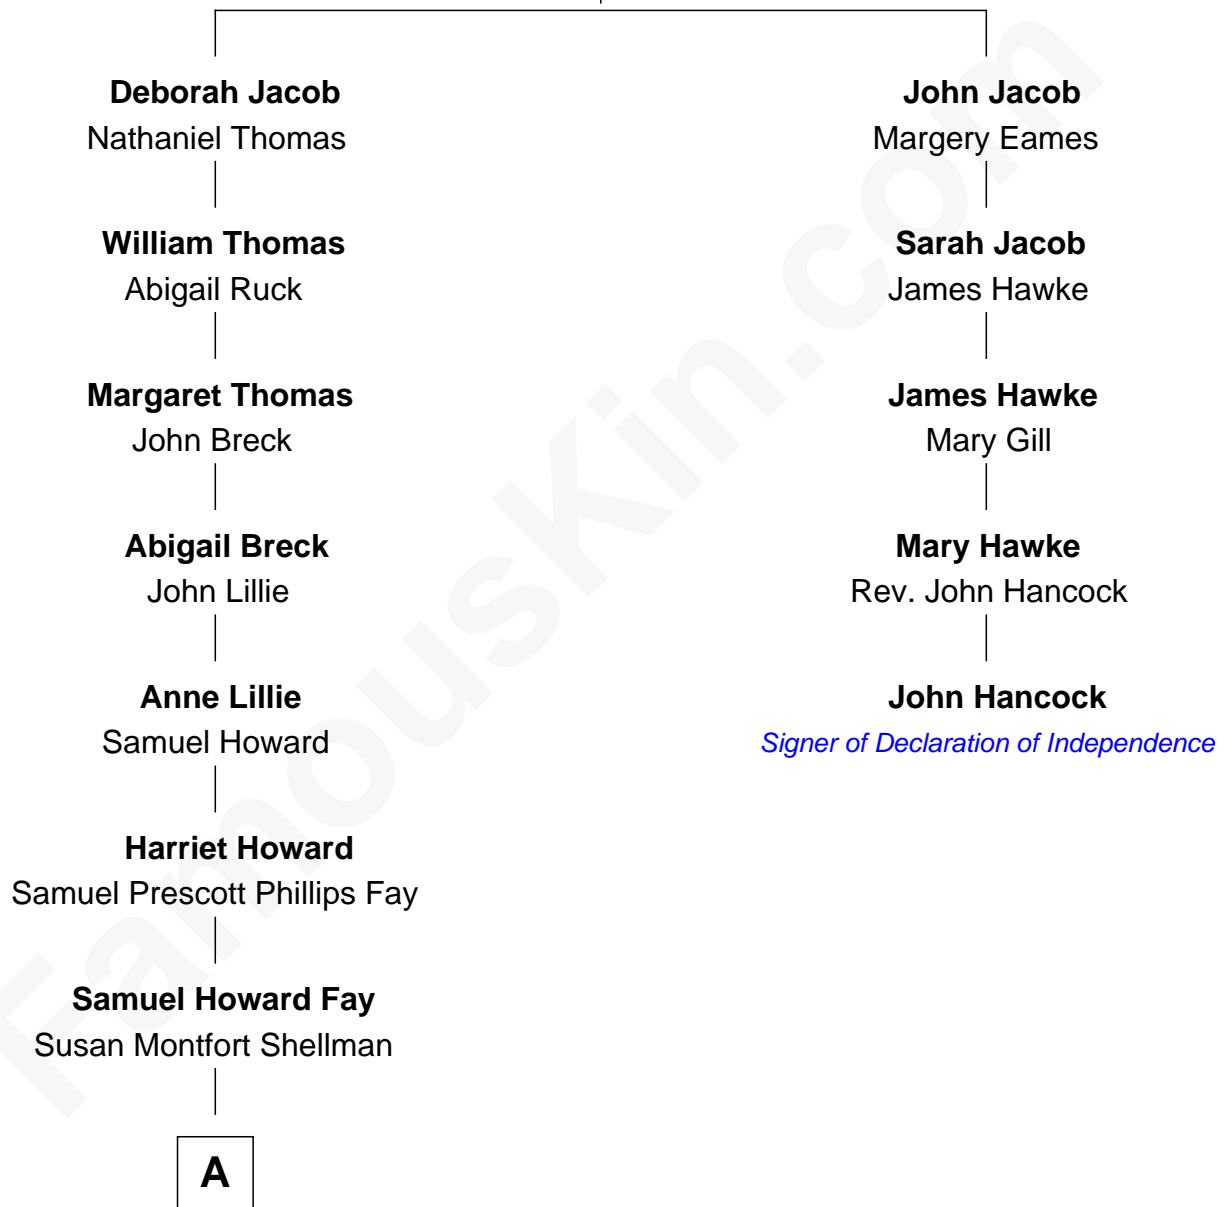 Deborah Jacob
Nathaniel Thomas
William Thomas
Abigail Ruck
Margaret Thomas
John Breck
Abigail Breck
John Lillie
Anne Lillie
Samuel Howard
Harriet Howard
Samuel Prescott Phillips Fay
Samuel Howard Fay
Susan Montfort Shellman
A
John Jacob
Margery Eames
Sarah Jacob
James Hawke
James Hawke
Mary Gill
Mary Hawke
Rev. John Hancock
John Hancock
Signer of Declaration of Independence
FamousKin.com